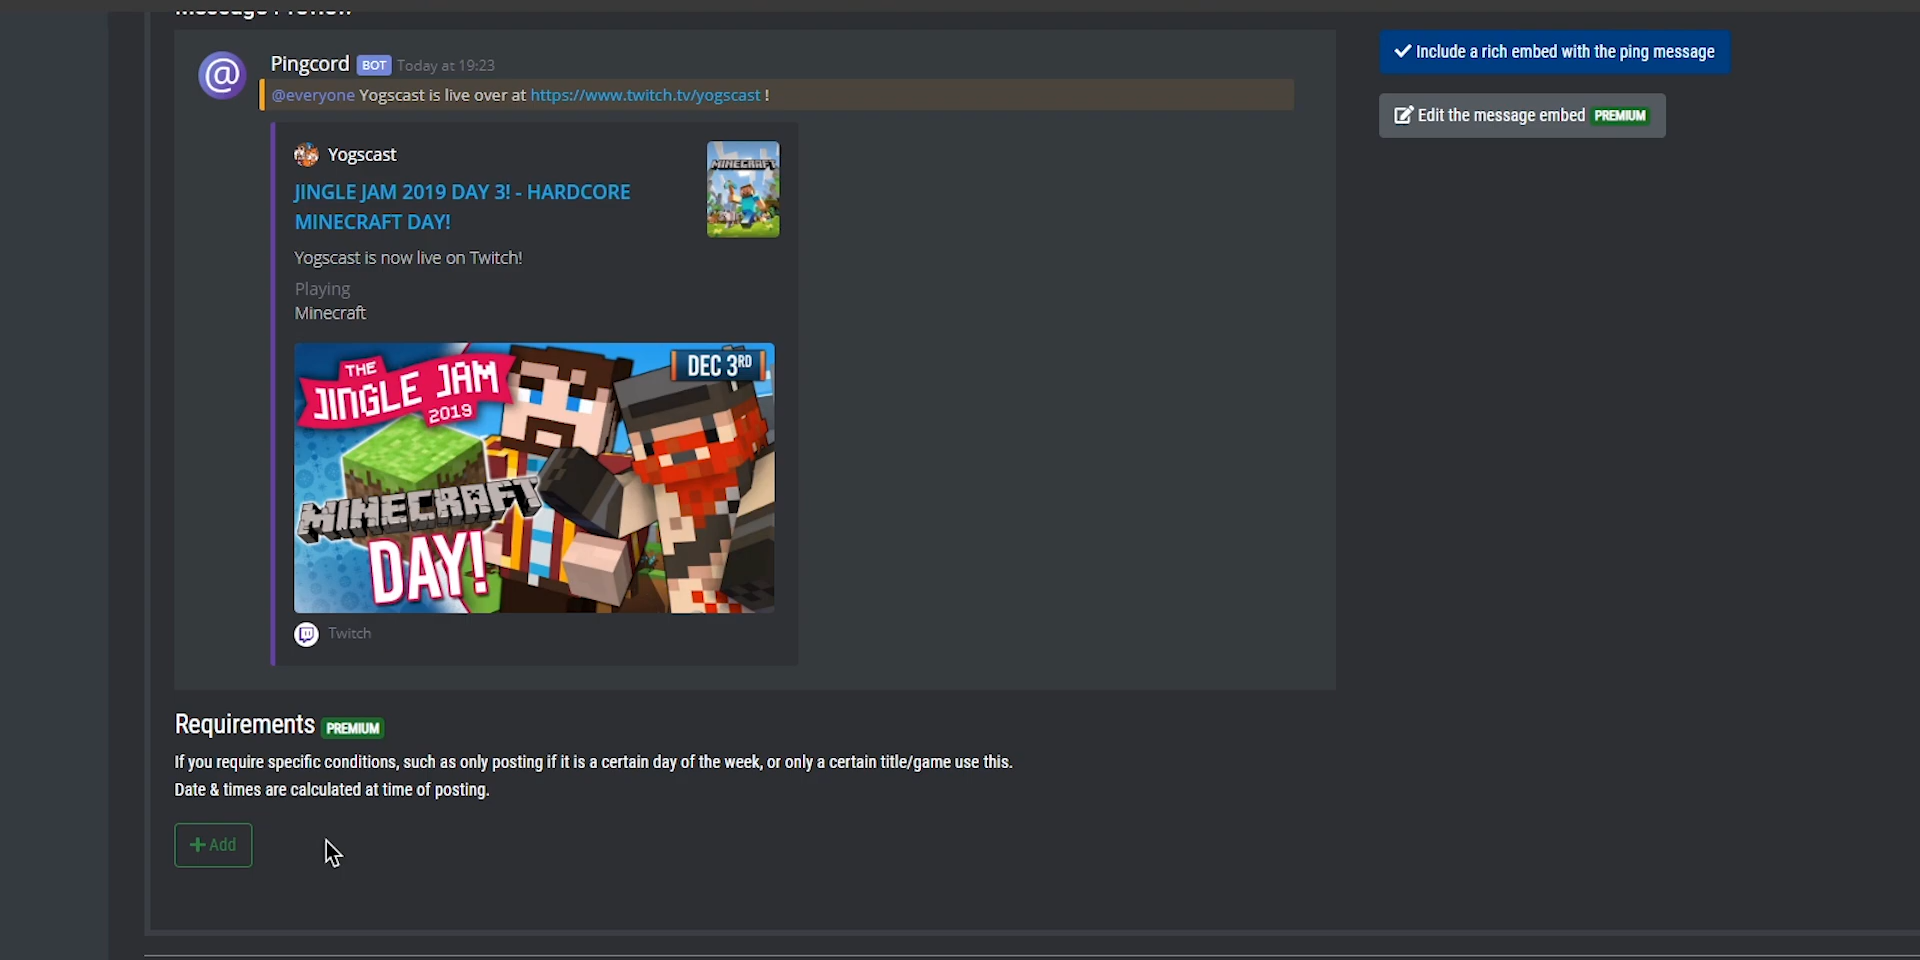 Message Preview
Pingcord BOT Today at 19:23
@everyone Yogscast is live over at https://www.twitch.tv/yogscast !
Yogscast
JINGLE JAM 2019 DAY 3! - HARDCORE
MINECRAFT DAY!
MINECRAFT
Yogscast is now live on Twitch!
Playing
Minecraft
THE
JINGLE JAM
2019
DEC 3RD
MINECRAFT
DAY!
Twitch
Include a rich embed with the ping message
Edit the message embed PREMIUM
Requirements PREMIUM
If you require specific conditions, such as only posting if it is a certain day of the week, or only a certain title/game use this.
Date & times are calculated at time of posting.
Add